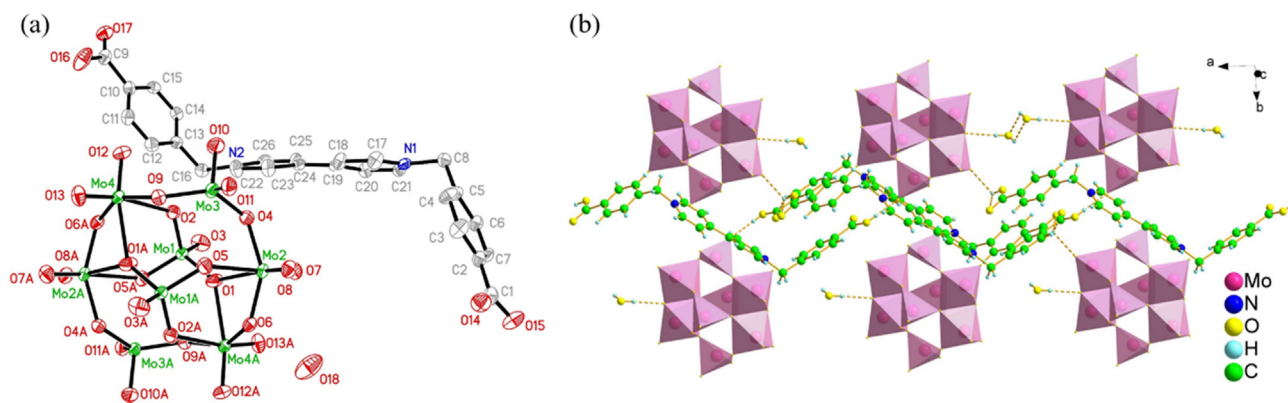 (a)
O17
O16
C9
C15
C10
C14
C11
C13
O10
C12
C26
C25
C18
C17
N1
C8
O12
N2
C16
C22
C23
C24
C19
C20
C21
C5
C4
Mo4
O9
Mo3
O11
O13
O2
O4
C6
O6A
C3
O1A
Mo1
O3
C7
O8A
O5
Mo2
O7
C2
O7A
Mo2A
O5A
Mo1A
O1
O8
C1
O3A
O14
O15
O4A
O2A
O6
O11A
O9A
O13A
Mo3A
Mo4A
O18
O10A
O12A
(b)
a
c
b
Mo
N
O
H
C